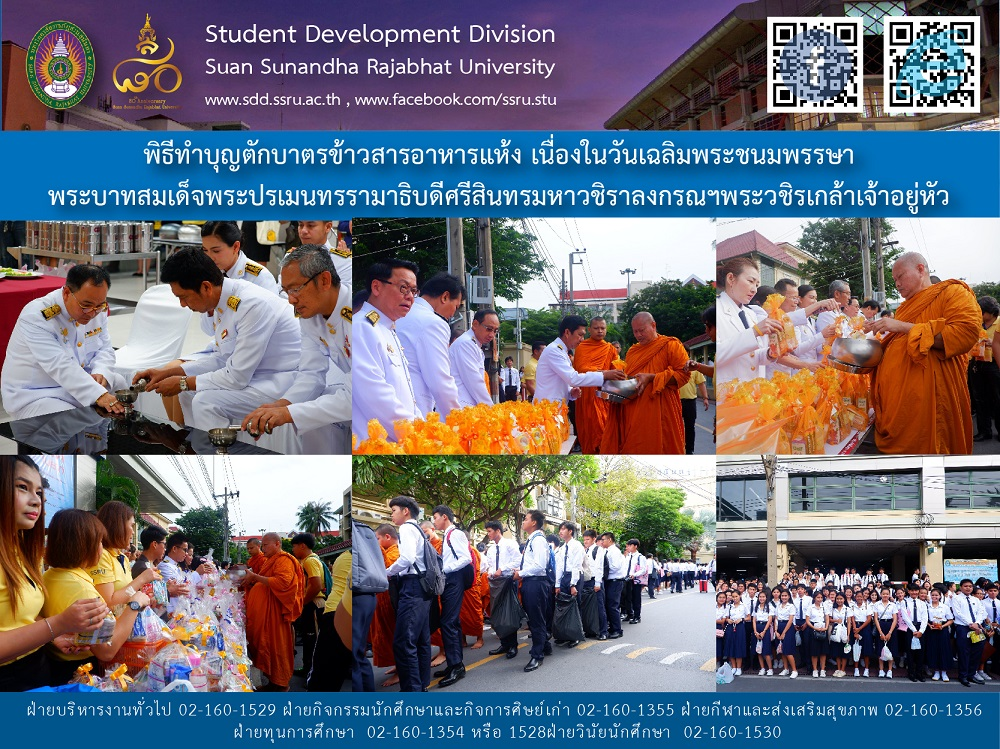 Student Development Division
Suan Sunandha Rajabhat University
www.sdd.ssru.ac.th , www.facebook.com/ssru.stu
พิธีทำบุญตักบาตรข้าวสารอาหารแห้ง เนื่องในวันเฉลิมพระชนมพรรษา
พระบาทสมเด็จพระปรเมนทรรามาธิบดีศรีสินทรมหาวชิราลงกรณฯพระวชิรเกล้าเจ้าอยู่หัว
ฝ่ายบริหารงานทั่วไป 02-160-1529 ฝ่ายกิจกรรมนักศึกษาและกิจการศิษย์เก่า 02-160-1355 ฝ่ายกีฬาและส่งเสริมสุขภาพ 02-160-1356
ฝ่ายทุนการศึกษา 02-160-1354 หรือ 1528ฝ่ายวินัยนักศึกษา 02-160-1530